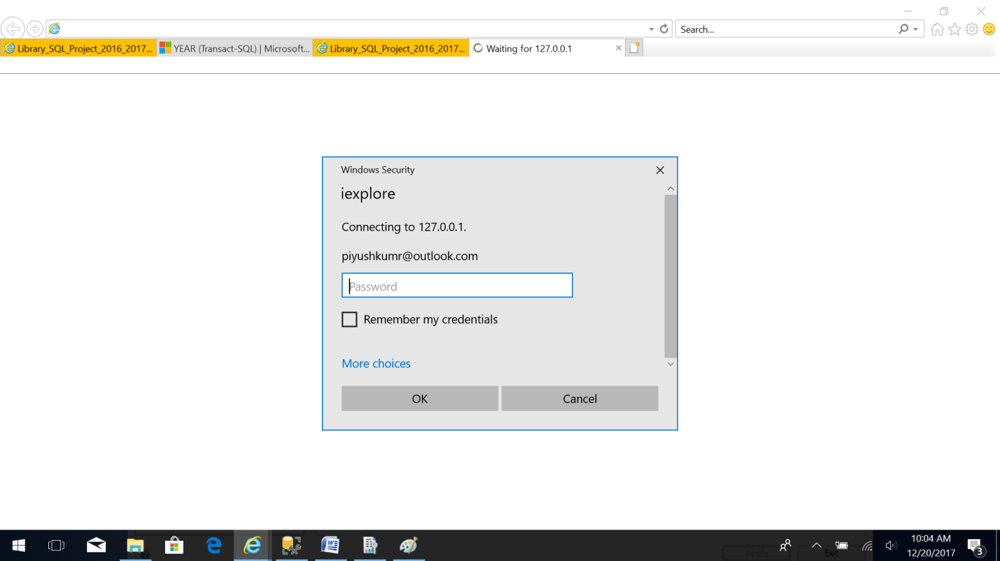 Search...
Library_SQL_Project_2016_2017...
YEAR (Transact-SQL) | Microsoft...
Library_SQL_Project_2016_2017...
Waiting for 127.0.0.1
Windows Security
iexplore
Connecting to 127.0.0.1.
piyushkumr@outlook.com
Password
Remember my credentials
More choices
OK
Cancel
Apply
Exit
10:04 AM
12/20/2017
3